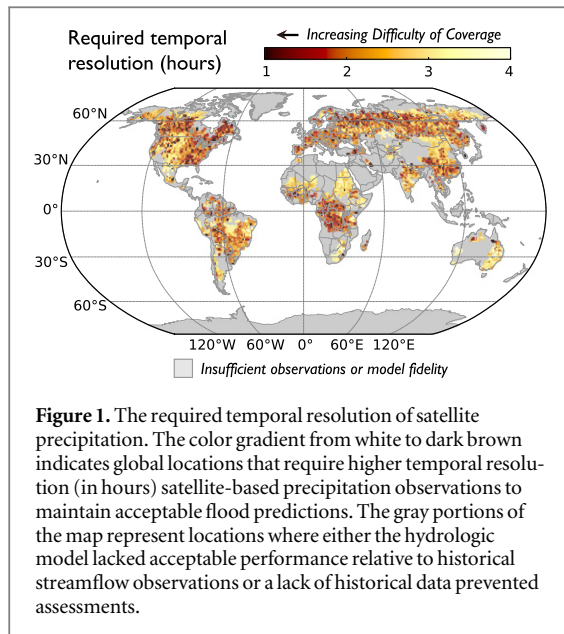 Required temporal
resolution (hours)
← Increasing Difficulty of Coverage
1 2 3 4
60°N
30°N
0°
30°S
60°S
120°W 60°W 0° 60°E 120°E
Insufficient observations or model fidelity
Figure 1. The required temporal resolution of satellite
precipitation. The color gradient from white to dark brown
indicates global locations that require higher temporal resolu-
tion (in hours) satellite-based precipitation observations to
maintain acceptable flood predictions. The gray portions of
the map represent locations where either the hydrologic
model lacked acceptable performance relative to historical
streamflow observations or a lack of historical data prevented
assessments.